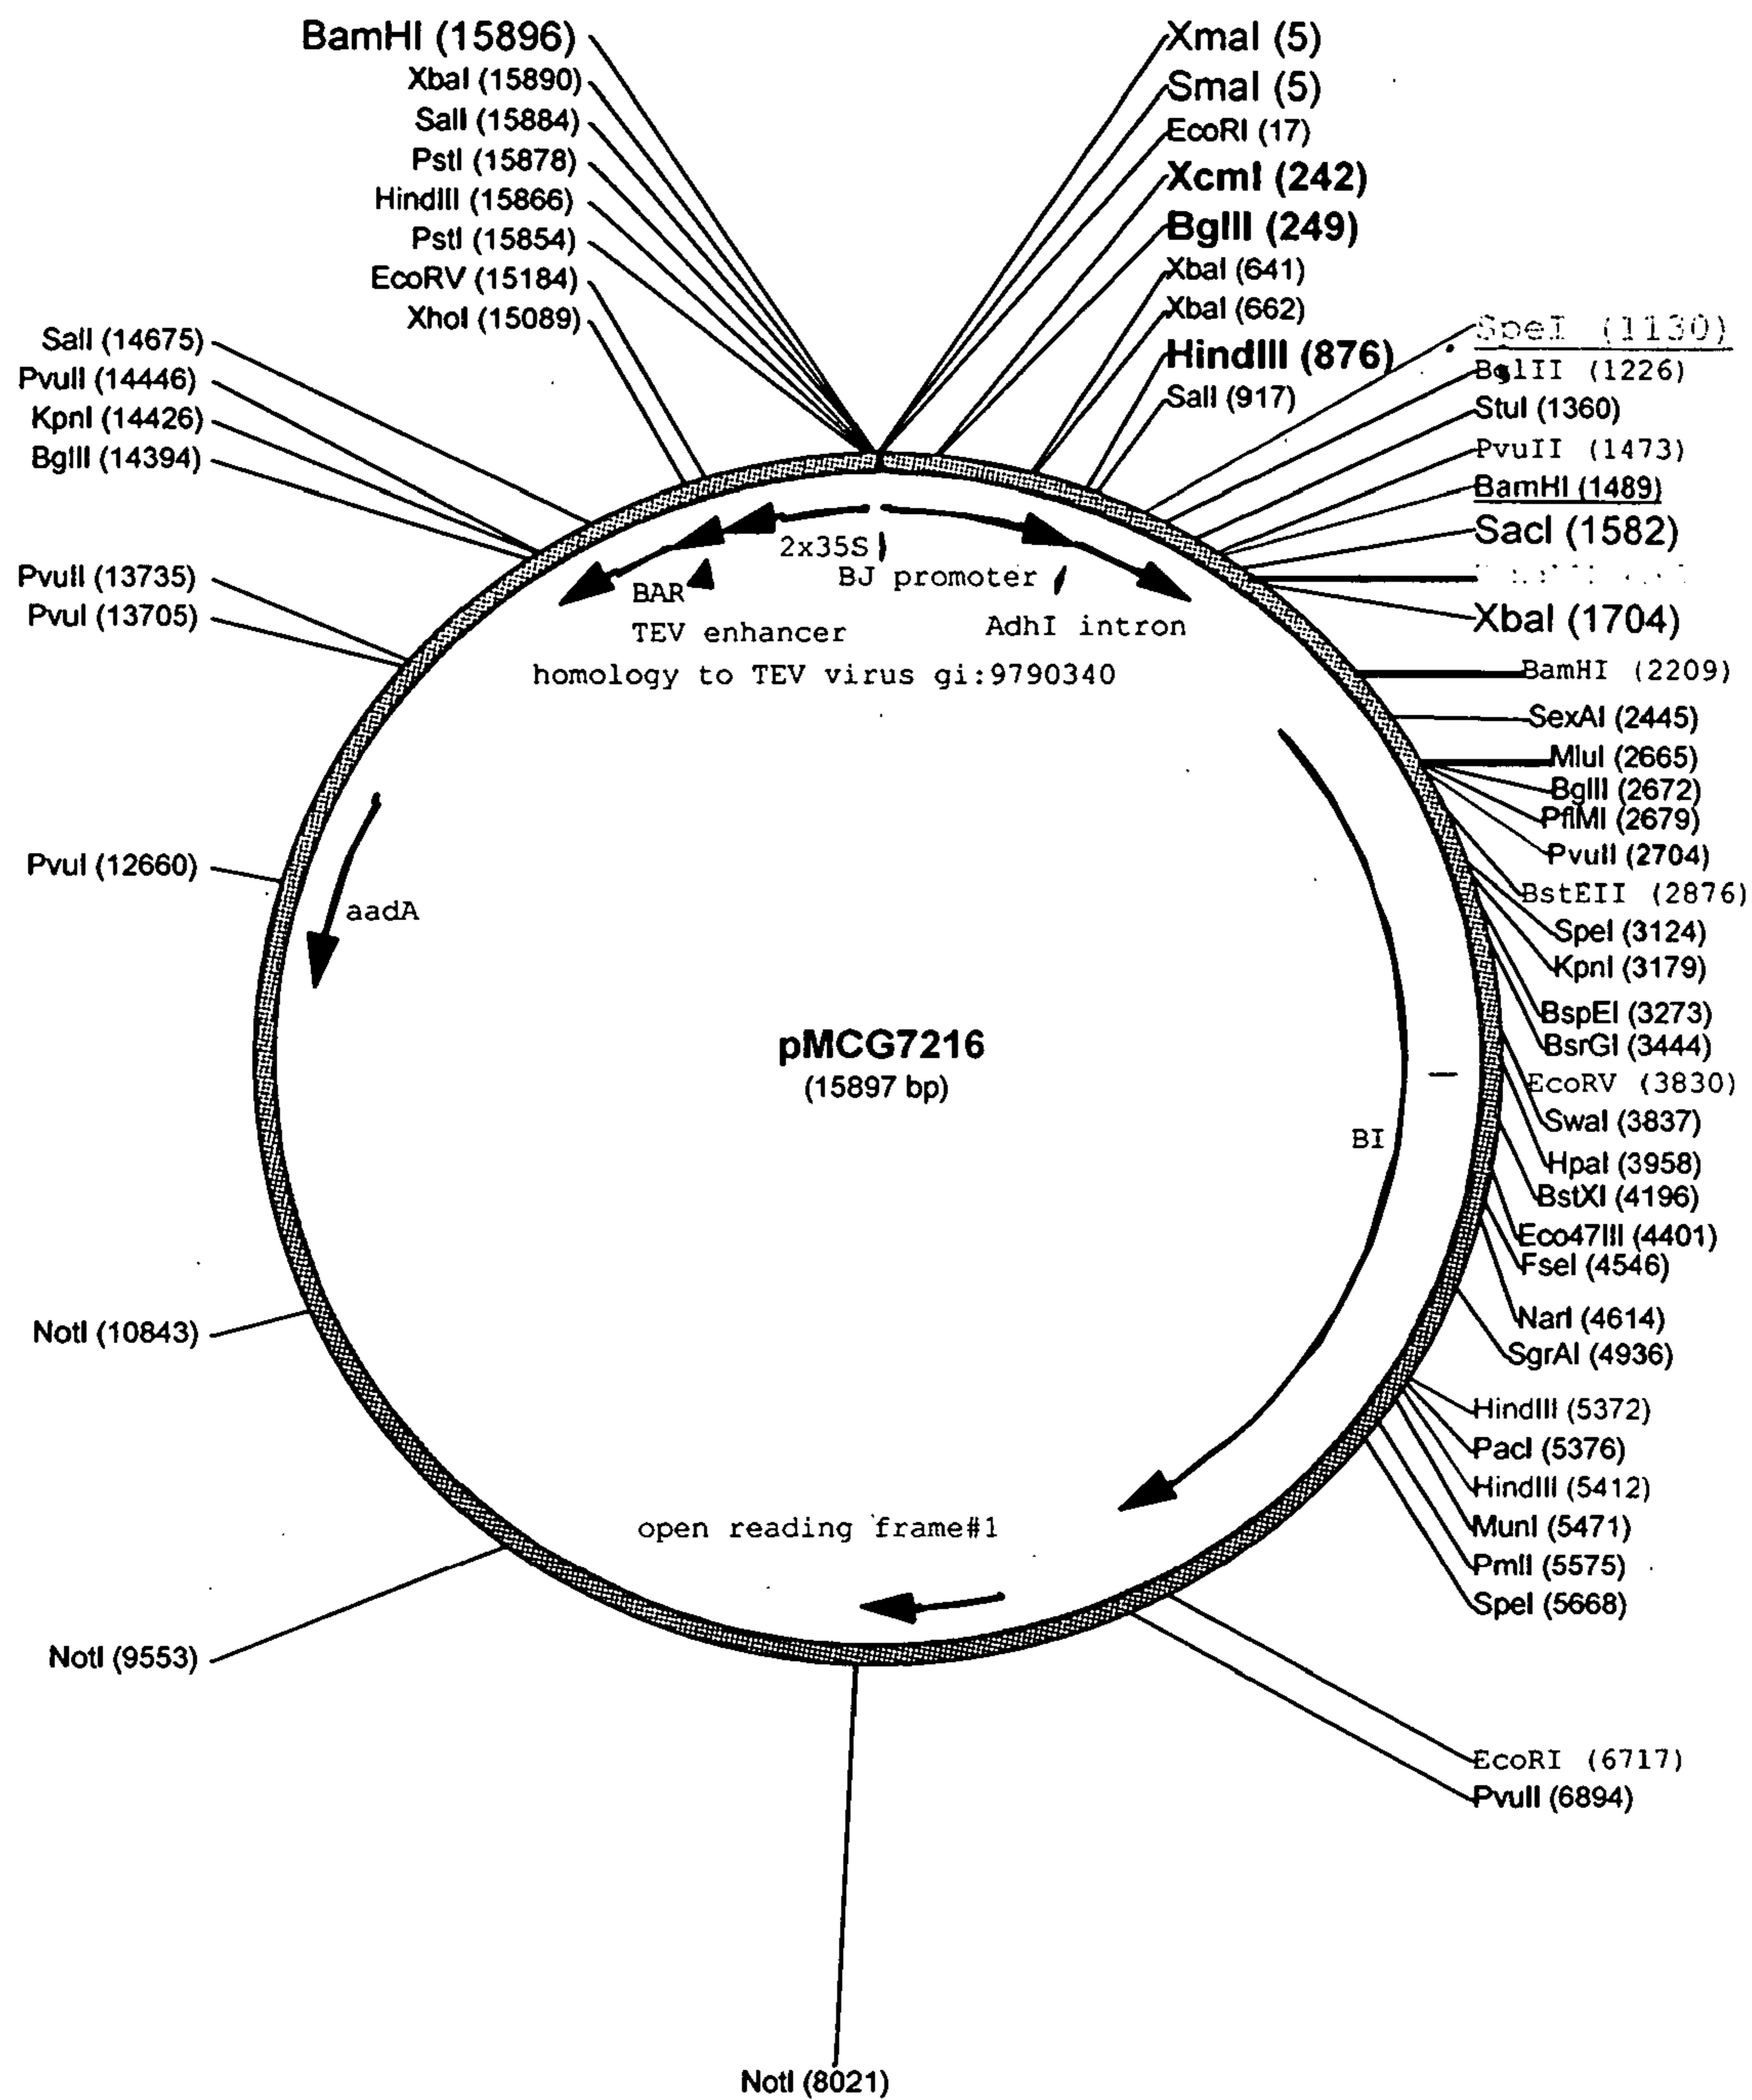 BamHI (15896)
XbaI (15890)
SalI (15884)
PstI (15878)
HindIII (15866)
PstI (15854)
EcoRV (15184)
XhoI (15089)
SalI (14675)
PvuII (14446)
KpnI (14426)
BglII (14394)
PvuII (13735)
PvuI (13705)
PvuI (12660)
NotI (10843)
NotI (9553)
XmaI (5)
SmaI (5)
EcoRI (17)
XcmI (242)
BglII (249)
XbaI (641)
XbaI (662)
HindIII (876)
SalI (917)
SpeI (1130)
BglII (1226)
StuI (1360)
PvuII (1473)
BamHI (1489)
SacI (1582)
XbaI (1704)
BamHI (2209)
SexAI (2445)
MluI (2665)
BglII (2672)
PflMI (2679)
PvuII (2704)
BstEII (2876)
SpeI (3124)
KpnI (3179)
BspEI (3273)
BsrGI (3444)
EcoRV (3830)
SwaI (3837)
HpaI (3958)
BstXI (4196)
Eco47III (4401)
FseI (4546)
NarI (4614)
SgrAI (4936)
HindIII (5372)
PacI (5376)
HindIII (5412)
MunI (5471)
PmlI (5575)
SpeI (5668)
EcoRI (6717)
PvuII (6894)
NotI (8021)
2x35S
BJ promoter
BAR
TEV enhancer
AdhI intron
homology to TEV virus gi:9790340
aadA
pMCG7216
(15897 bp)
BI
open reading frame#1